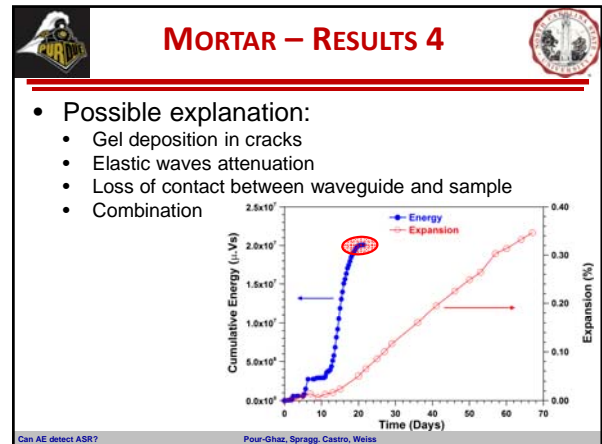 MORTAR – RESULTS 4
• Possible explanation:
• Gel deposition in cracks
• Elastic waves attenuation
• Loss of contact between waveguide and sample
• Combination
2.5x10⁷
2.0x10⁷
1.5x10⁷
1.0x10⁷
5.0x10⁶
0.0x10⁰
Cumulative Energy (μ.Vs)
Energy
Expansion
0.40
0.30
0.20
0.10
0.00
Expansion (%)
0 10 20 30 40 50 60 70
Time (Days)
Can AE detect ASR? Pour-Ghaz, Spragg. Castro, Weiss